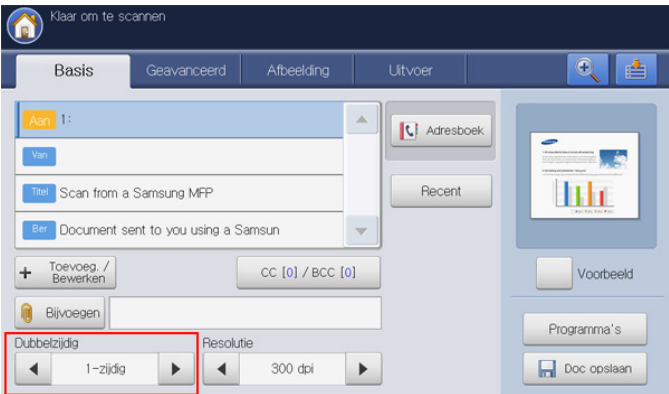 Klaar om te scannen
Basis
Geavanceerd
Afbeelding
Uitvoer
Aan 1:
Van
Titel Scan from a Samsung MFP
Ber Document sent to you using a Samsun
Adresboek
Recent
Toevoeg. /
Bewerken
CC [0] / BCC [0]
Bijvoegen
Voorbeeld
Dubbelzijdig
1-zijdig
Resolutie
300 dpi
Programma's
Doc opslaan